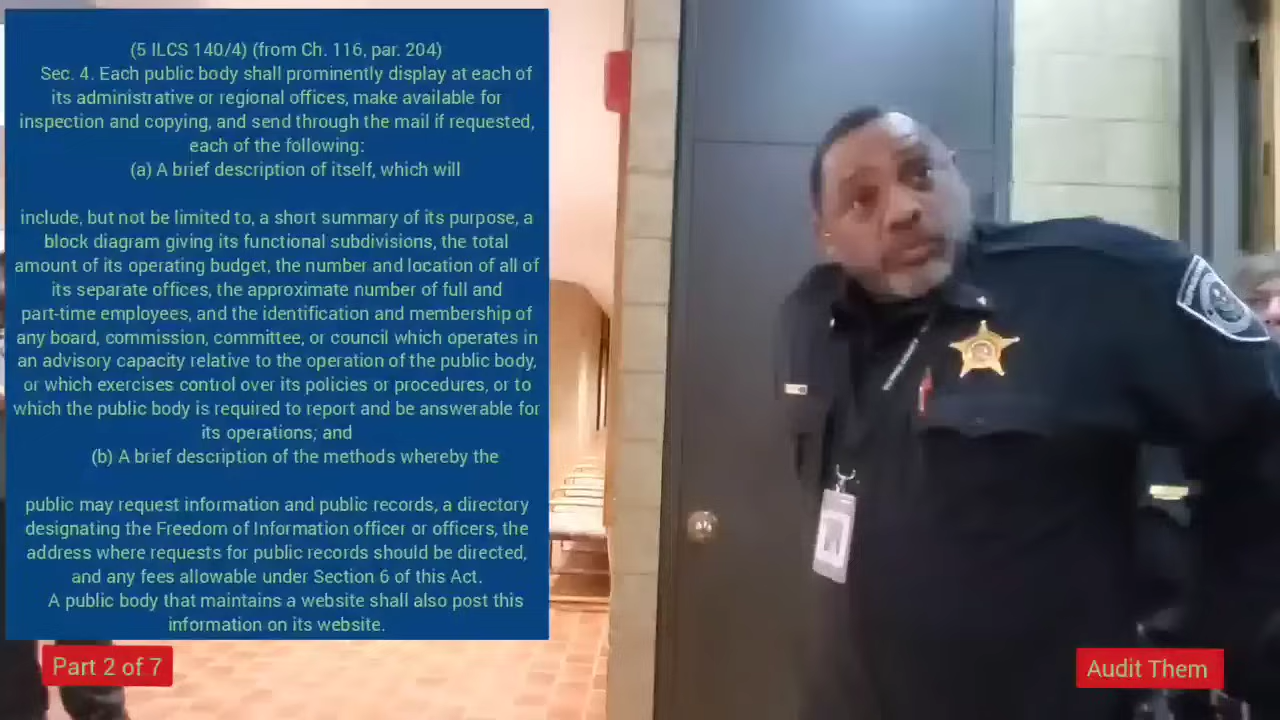 (5 ILCS 140/4) (from Ch. 116, par. 204)
Sec. 4. Each public body shall prominently display at each of
its administrative or regional offices, make available for
inspection and copying, and send through the mail if requested,
each of the following:
(a) A brief description of itself, which will
include, but not be limited to, a short summary of its purpose, a
block diagram giving its functional subdivisions, the total
amount of its operating budget, the number and location of all of
its separate offices, the approximate number of full and
part-time employees, and the identification and membership of
any board, commission, committee, or council which operates in
an advisory capacity relative to the operation of the public body,
or which exercises control over its policies or procedures, or to
which the public body is required to report and be answerable for
its operations; and
(b) A brief description of the methods whereby the
public may request information and public records, a directory
designating the Freedom of Information officer or officers, the
address where requests for public records should be directed,
and any fees allowable under Section 6 of this Act.
A public body that maintains a website shall also post this
information on its website.
Part 2 of 7
Audit Them